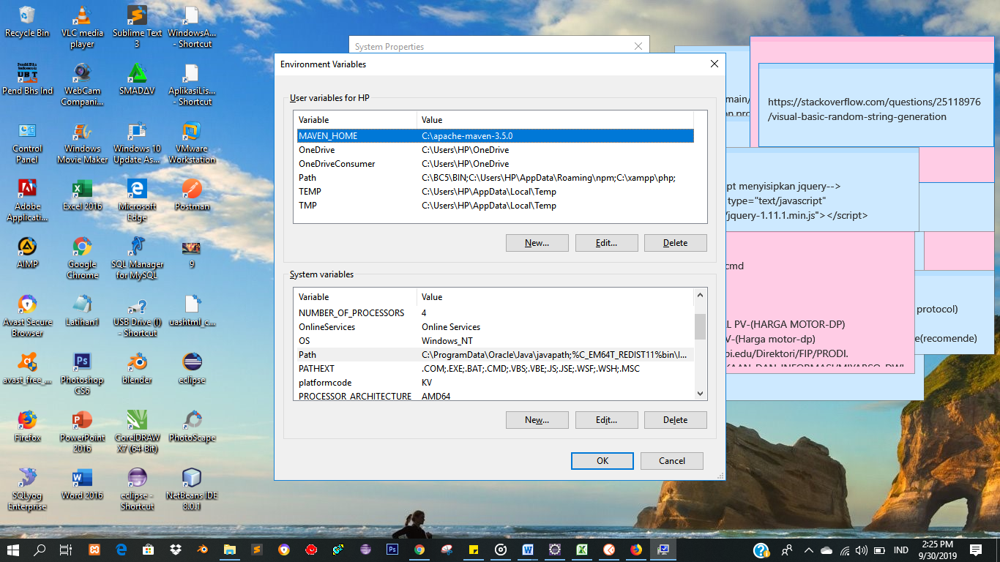 Recycle Bin
VLC media player
Sublime Text 3
WindowsA... - Shortcut
Pend Bhs Ind
WebCam Compani...
SMADΔV
AplikasiLis... - Shortcut
Control Panel
Windows Movie Maker
Windows 10 Update As...
VMware Workstation
Adobe Applicati...
Excel 2016
Microsoft Edge
Postman
AIMP
Google Chrome
SQL Manager for MySQL
9
Avast Secure Browser
Latihan1
USB Drive (I) - Shortcut
uashtml_c...
avast_free_...
Photoshop CS6
blender
eclipse
Firefox
PowerPoint 2016
CorelDRAW X7 (64-Bit)
PhotoScape
SQLyog Enterprise
Word 2016
eclipse - Shortcut
NetBeans IDE 8.0.1
System Properties
Environment Variables
User variables for HP
Variable Value
MAVEN_HOME C:\apache-maven-3.5.0
OneDrive C:\Users\HP\OneDrive
OneDriveConsumer C:\Users\HP\OneDrive
Path C:\BC5\BIN;C:\Users\HP\AppData\Roaming\npm;C:\xampp\php;
TEMP C:\Users\HP\AppData\Local\Temp
TMP C:\Users\HP\AppData\Local\Temp
New... Edit... Delete
System variables
Variable Value
NUMBER_OF_PROCESSORS 4
OnlineServices Online Services
OS Windows_NT
Path C:\ProgramData\Oracle\Java\javapath;%C_EM64T_REDIST11%bin\I...
PATHEXT .COM;.EXE;.BAT;.CMD;.VBS;.VBE;.JS;.JSE;.WSF;.WSH;.MSC
platformcode KV
PROCESSOR_ARCHITECTURE AMD64
New... Edit... Delete
OK Cancel
main/
https://stackoverflow.com/questions/25118976
/visual-basic-random-string-generation
pt menyisipkan jquery-->
type="text/javascript"
/jquery-1.11.1.min.js"></script>
cmd
L PV-(HARGA MOTOR-DP)
V-(Harga motor-dp)
pi.edu/Direktori/FIP/PRODI.
protocol)
e(recomende)
IND
2:25 PM
9/30/2019